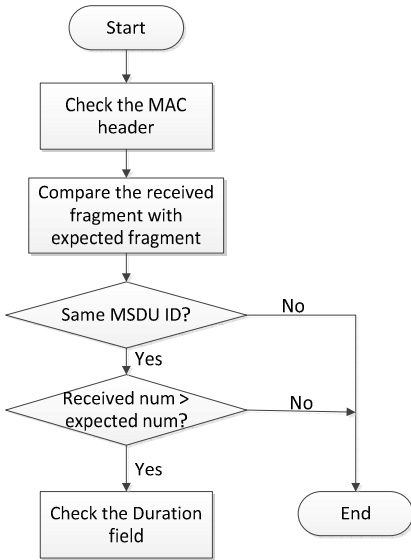 Start
Check the MAC
header
Compare the received
fragment with
expected fragment
Same MSDU ID?
No
Yes
Received num >
expected num?
No
Yes
Check the Duration
field
End